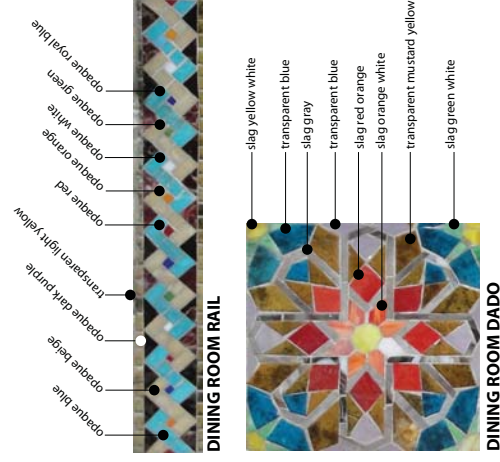 opaque royal blue
opaque green
opaque white
opaque orange
opaque red
transparen light yellow
opaque dark purple
opaque beige
opaque blue
DINING ROOM RAIL
slag yellow white
transparent blue
slag gray
transparent blue
slag red orange
slag orange white
transparent mustard yellow
slag green white
DINING ROOM DADO